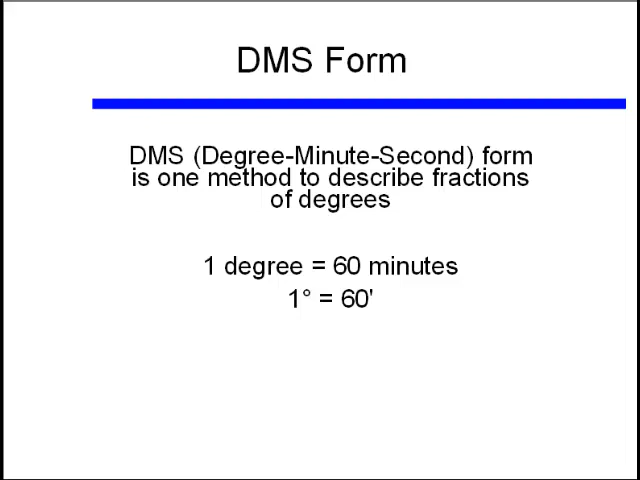 DMS Form
DMS (Degree-Minute-Second) form
is one method to describe fractions
of degrees
1 degree = 60 minutes
1° = 60'